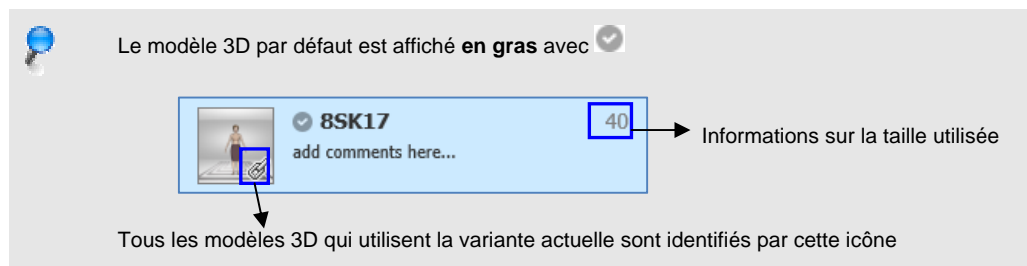 Le modèle 3D par défaut est affiché en gras avec
8SK17
40
add comments here...
Informations sur la taille utilisée
Tous les modèles 3D qui utilisent la variante actuelle sont identifiés par cette icône